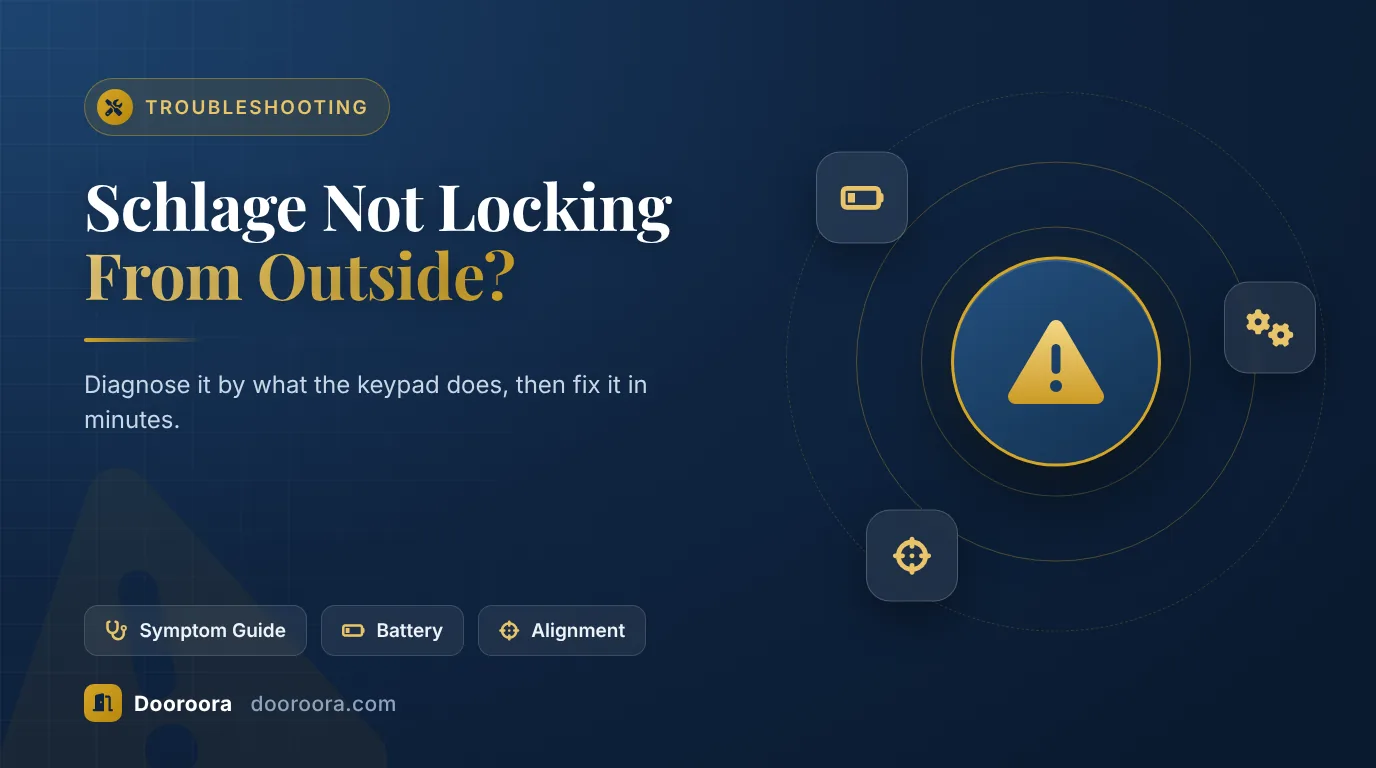 TROUBLESHOOTING
Schlage Not Locking
From Outside?
Diagnose it by what the keypad does, then fix it in
minutes.
Symptom Guide
Battery
Alignment
Dooroora dooroora.com